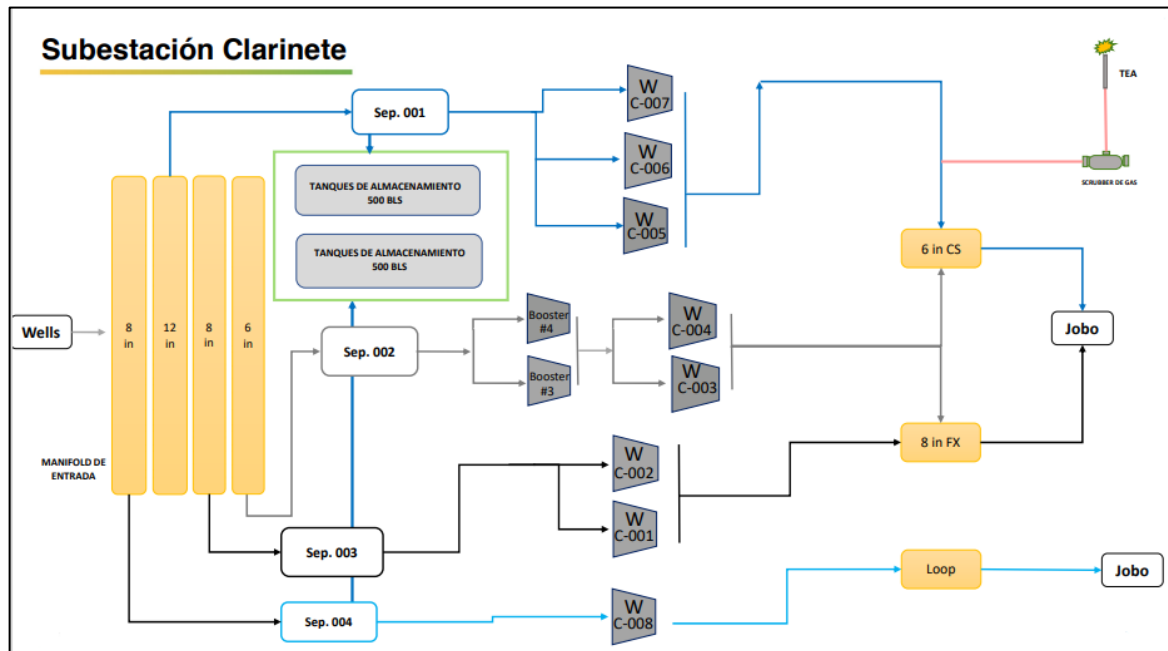 Subestación Clarinete
TEA
SCRUBBER DE GAS
Sep. 001
W
C-007
W
C-006
W
C-005
TANQUES DE ALMACENAMIENTO
500 BLS
TANQUES DE ALMACENAMIENTO
500 BLS
Wells
8
in
12
in
8
in
6
in
MANIFOLD DE
ENTRADA
Sep. 002
Booster
#4
Booster
#3
W
C-004
W
C-003
6 in CS
Jobo
8 in FX
Sep. 003
W
C-002
W
C-001
Sep. 004
W
C-008
Loop
Jobo